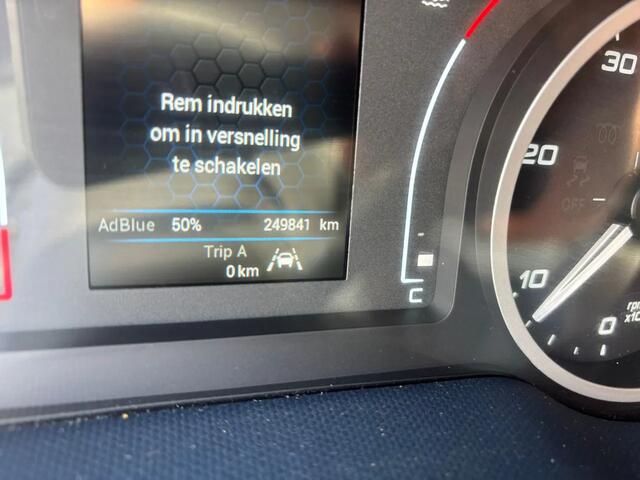 Rem indrukken
om in versnelling
te schakelen
AdBlue 50% 249841 km
Trip A
0 km
C
30
20
10
0
OFF